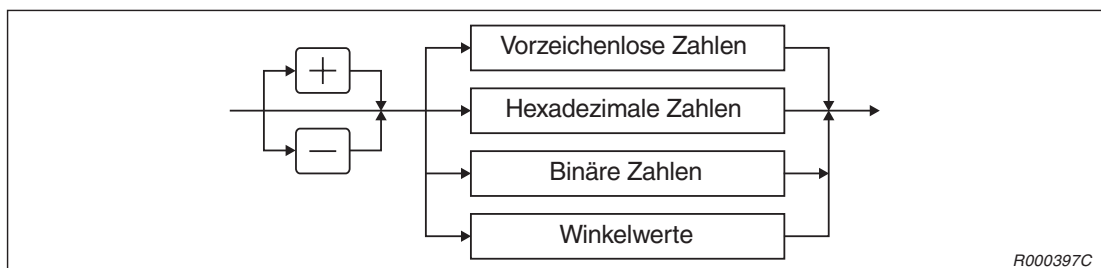 +
Vorzeichenlose Zahlen
Hexadezimale Zahlen
−
Binäre Zahlen
Winkelwerte
R000397C